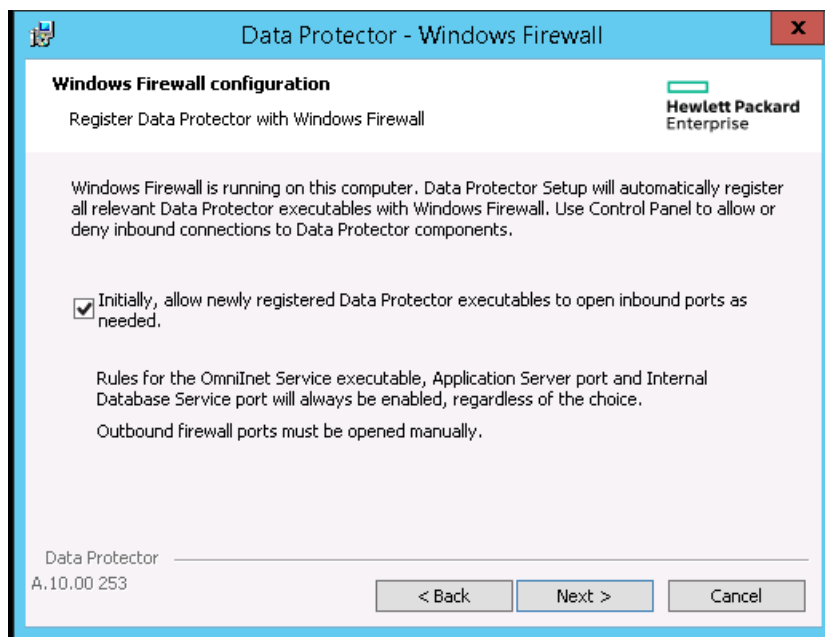 Data Protector - Windows Firewall
x
Windows Firewall configuration
Register Data Protector with Windows Firewall
Hewlett Packard
Enterprise
Windows Firewall is running on this computer. Data Protector Setup will automatically register
all relevant Data Protector executables with Windows Firewall. Use Control Panel to allow or
deny inbound connections to Data Protector components.
Initially, allow newly registered Data Protector executables to open inbound ports as
needed.
Rules for the OmniInet Service executable, Application Server port and Internal
Database Service port will always be enabled, regardless of the choice.
Outbound firewall ports must be opened manually.
Data Protector
A.10.00 253
< Back
Next >
Cancel